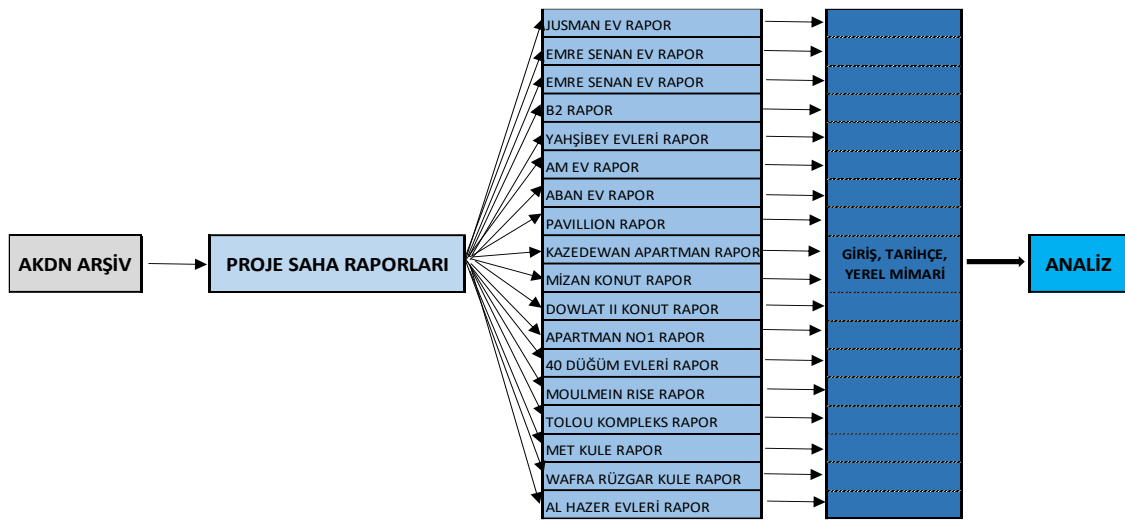 JUSMAN EV RAPOR
EMRE SENAN EV RAPOR
EMRE SENAN EV RAPOR
B2 RAPOR
YAHŞİBEY EVLERİ RAPOR
AM EV RAPOR
ABAN EV RAPOR
PAVILLION RAPOR
KAZEDEWAN APARTMAN RAPOR
MİZAN KONUT RAPOR
DOWLAT II KONUT RAPOR
APARTMAN NO1 RAPOR
40 DÜĞÜM EVLERİ RAPOR
MOULMEIN RISE RAPOR
TOLOU KOMPLEKS RAPOR
MET KULE RAPOR
WAFRA RÜZGAR KULE RAPOR
AL HAZER EVLERİ RAPOR
AKDN ARŞİV
PROJE SAHA RAPORLARI
GİRİŞ, TARİHÇE,
YEREL MİMARİ
ANALİZ